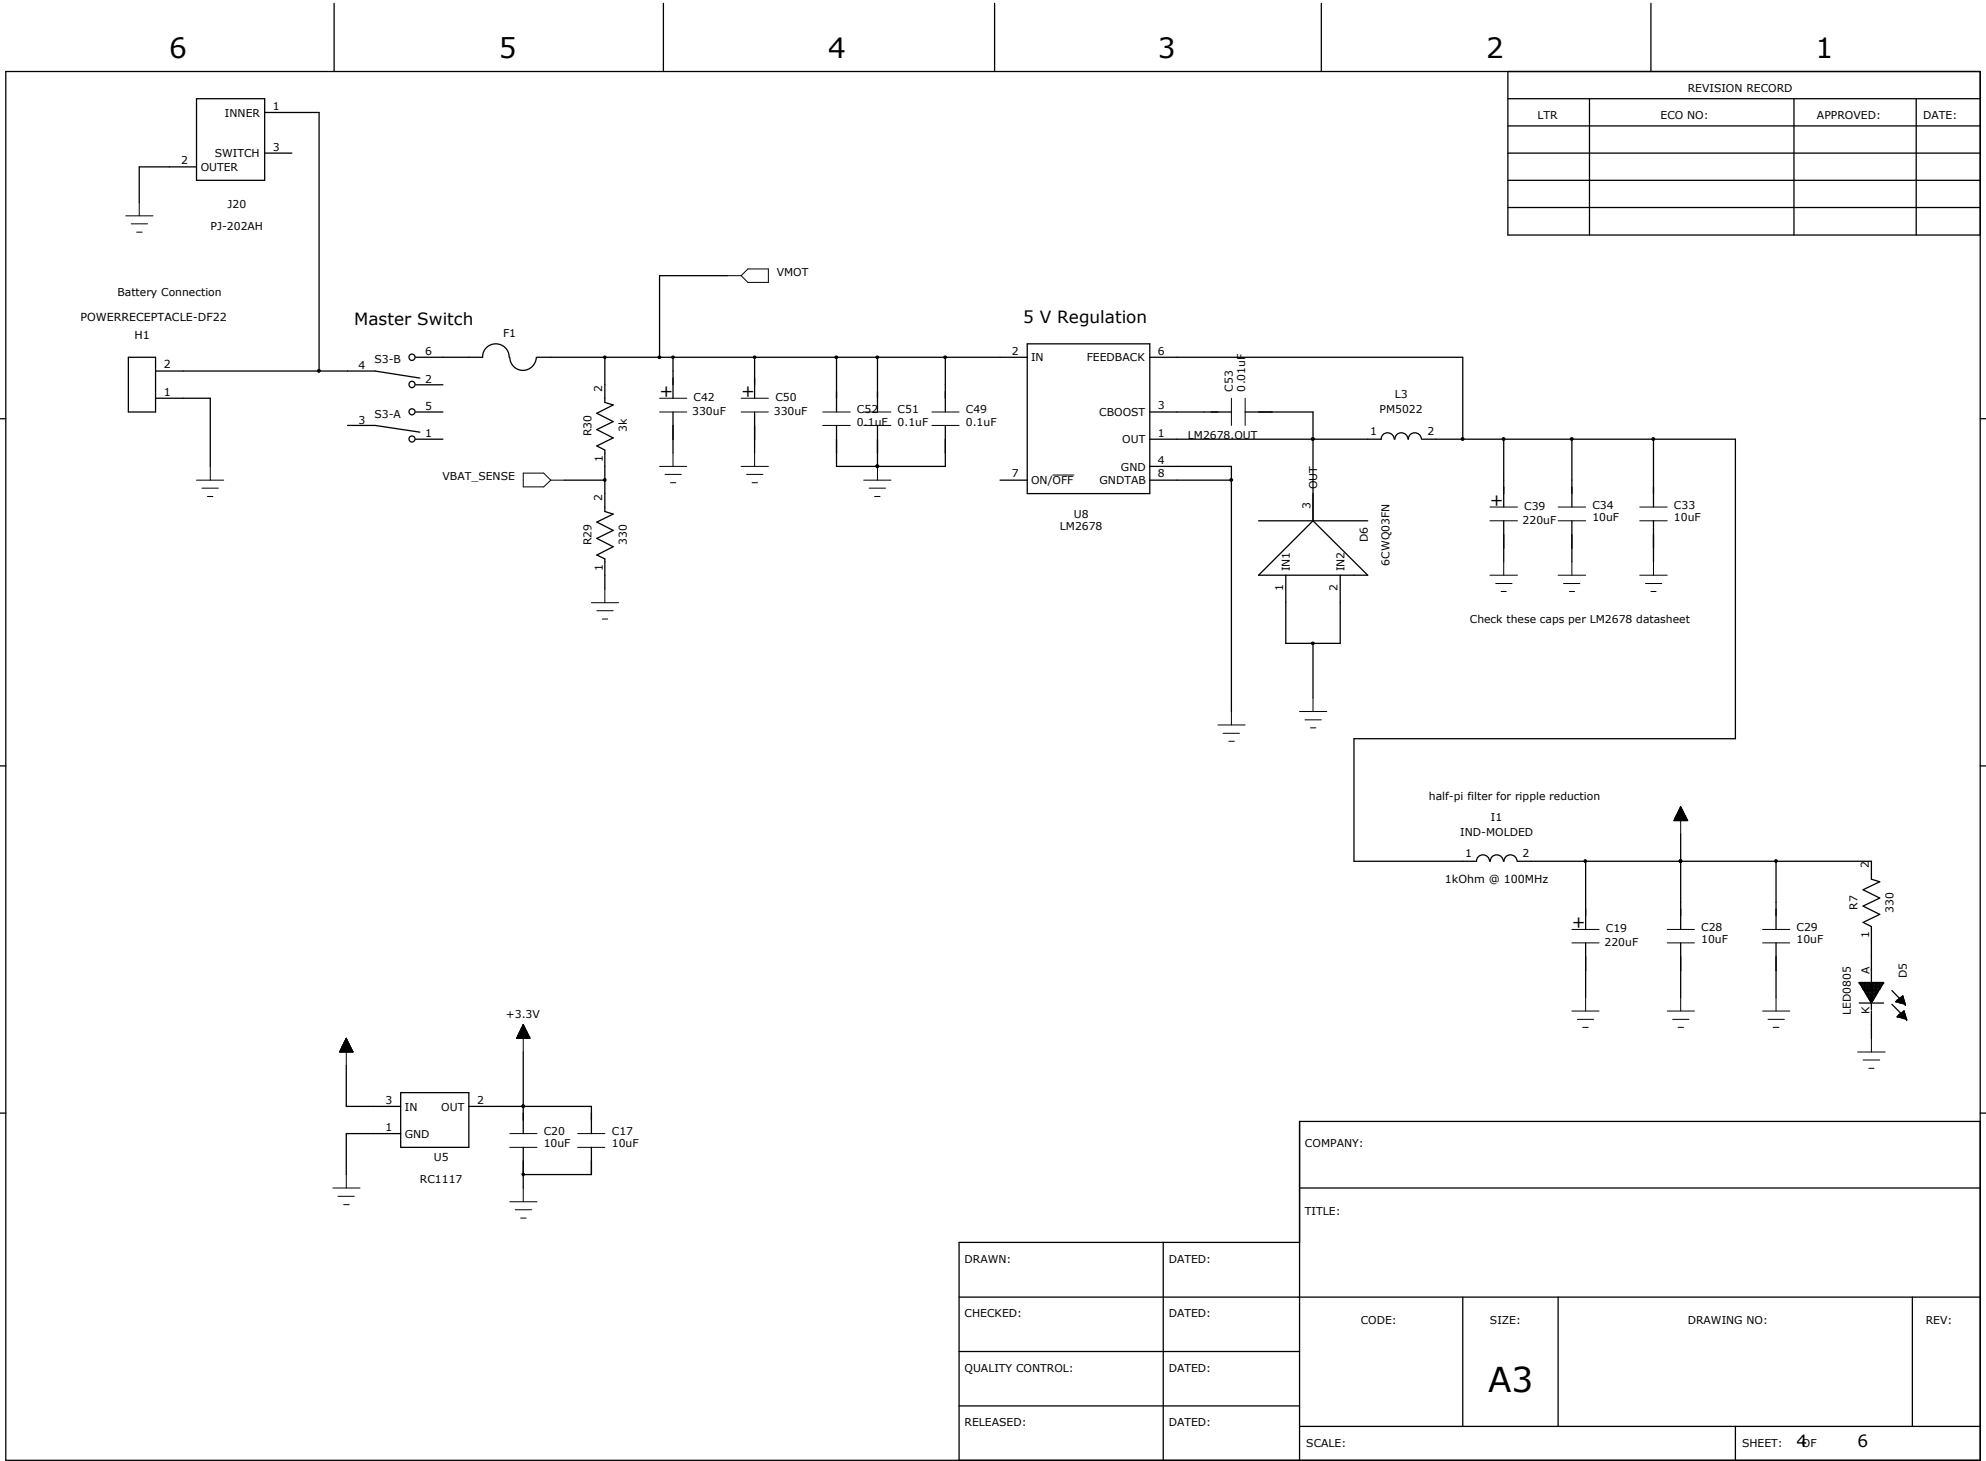 6 5 4 3 2 1
REVISION RECORD
LTR ECO NO: APPROVED: DATE:
INNER 1
SWITCH 3
2 OUTER
J20
PJ-202AH
VMOT
Battery Connection
POWERRECEPTACLE-DF22
H1
2
1
Master Switch
F1
S3-B 6
4
2
S3-A 5
3
1
2
R30
3k
1
VBAT_SENSE
2
R29
330
1
+
C42
330uF
+
C50
330uF
C52
0.1uF
C51
0.1uF
C49
0.1uF
5 V Regulation
2 IN FEEDBACK 6
CBOOST 3
OUT 1
GND 4
7 ON/OFF GNDTAB 8
U8
LM2678
C53
0.01uF
LM2678.OUT
L3
PM5022
1 2
OUT
3
D6
6CWQ03FN
IN1 IN2
1 2
+
C39
220uF
C34
10uF
C33
10uF
Check these caps per LM2678 datasheet
half-pi filter for ripple reduction
I1
IND-MOLDED
1 2
1kOhm @ 100MHz
+
C19
220uF
C28
10uF
C29
10uF
2
R7
330
1
LED0805
A
K
D5
+3.3V
3 IN OUT 2
1 GND
U5
RC1117
C20
10uF
C17
10uF
COMPANY:
TITLE:
DRAWN: DATED:
CHECKED: DATED:
QUALITY CONTROL: DATED:
RELEASED: DATED:
CODE: SIZE: DRAWING NO: REV:
A3
SCALE: SHEET: 4 OF 6